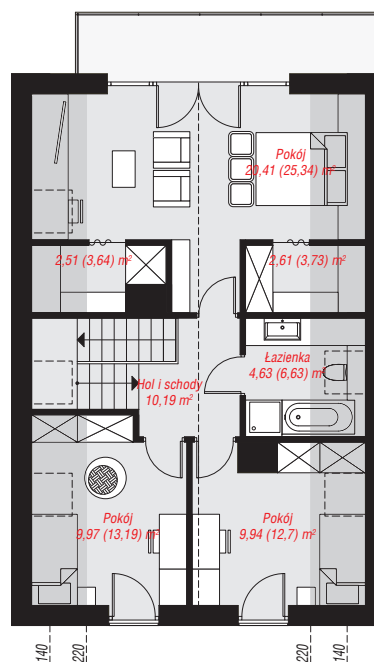 Pokój
20,41 (25,34) m²
2,51 (3,64) m²
2,61 (3,73) m²
Łazienka
4,63 (6,63) m²
Hol i schody
10,19 m²
Pokój
9,97 (13,19) m²
Pokój
9,94 (12,7) m²
140
220
220
140